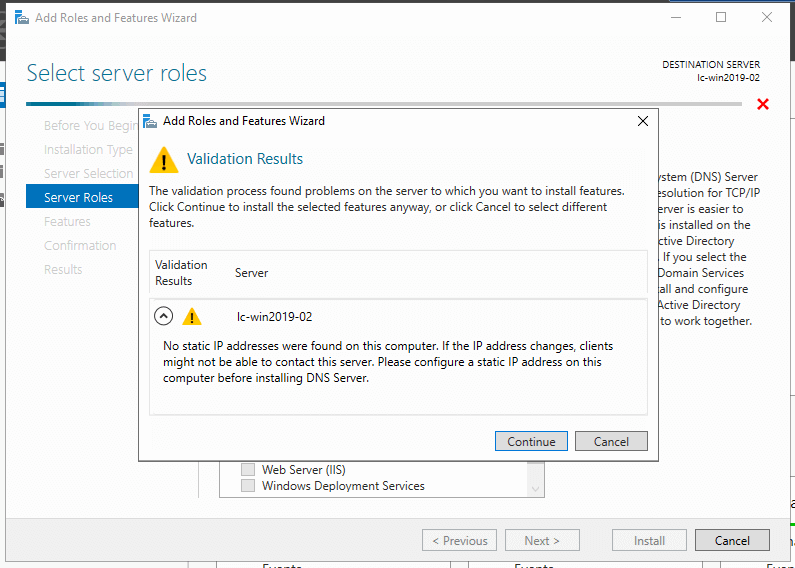 Add Roles and Features Wizard
Select server roles
DESTINATION SERVER
lc-win2019-02
Before You Begin
Installation Type
Server Selection
Server Roles
Features
Confirmation
Results
Add Roles and Features Wizard
Validation Results
The validation process found problems on the server to which you want to install features.
Click Continue to install the selected features anyway, or click Cancel to select different
features.
Validation
Results
Server
lc-win2019-02
No static IP addresses were found on this computer. If the IP address changes, clients
might not be able to contact this server. Please configure a static IP address on this
computer before installing DNS Server.
Continue
Cancel
(DNS) Server
TCP/IP
is easier to
is installed on the
Directory
If you select the
Domain Services
and configure
Active Directory
to work together.
Web Server (IIS)
Windows Deployment Services
< Previous
Next >
Install
Cancel
Events
Events